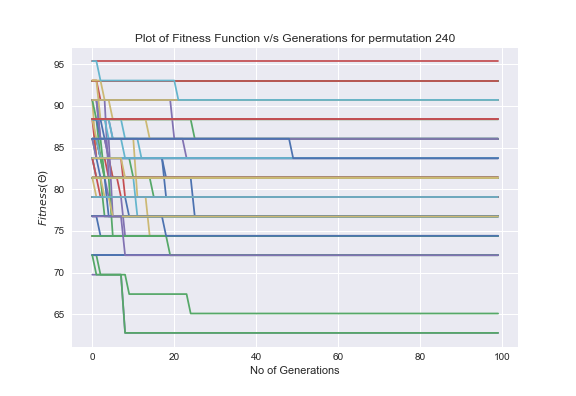 Plot of Fitness Function v/s Generations for permutation 240
95
90
85
80
75
70
65
Fitness(Θ)
0 20 40 60 80 100
No of Generations